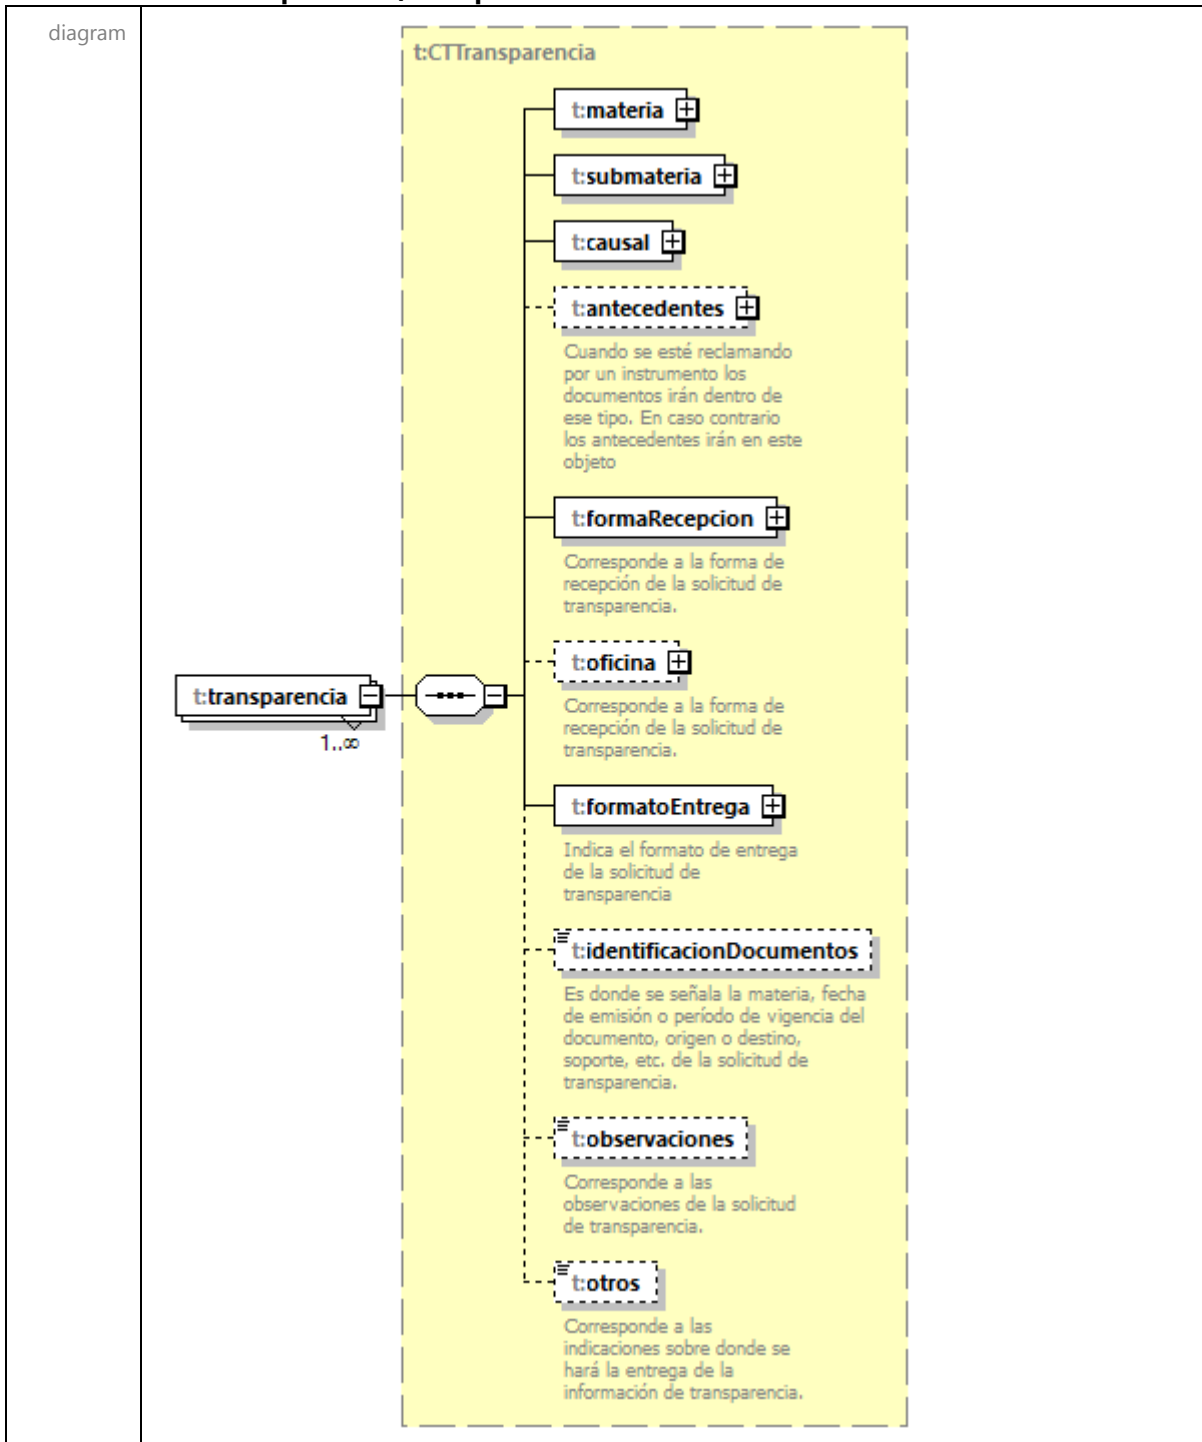 diagram
t:CTTransparencia
t:materia
t:submateria
t:causal
t:antecedentes
Cuando se esté reclamando
por un instrumento los
documentos irán dentro de
ese tipo. En caso contrario
los antecedentes irán en este
objeto
t:formaRecepcion
Corresponde a la forma de
recepción de la solicitud de
transparencia.
t:oficina
Corresponde a la forma de
recepción de la solicitud de
transparencia.
t:transparencia
1..∞
t:formatoEntrega
Indica el formato de entrega
de la solicitud de
transparencia
t:identificacionDocumentos
Es donde se señala la materia, fecha
de emisión o período de vigencia del
documento, origen o destino,
soporte, etc. de la solicitud de
transparencia.
t:observaciones
Corresponde a las
observaciones de la solicitud
de transparencia.
t:otros
Corresponde a las
indicaciones sobre donde se
hará la entrega de la
información de transparencia.